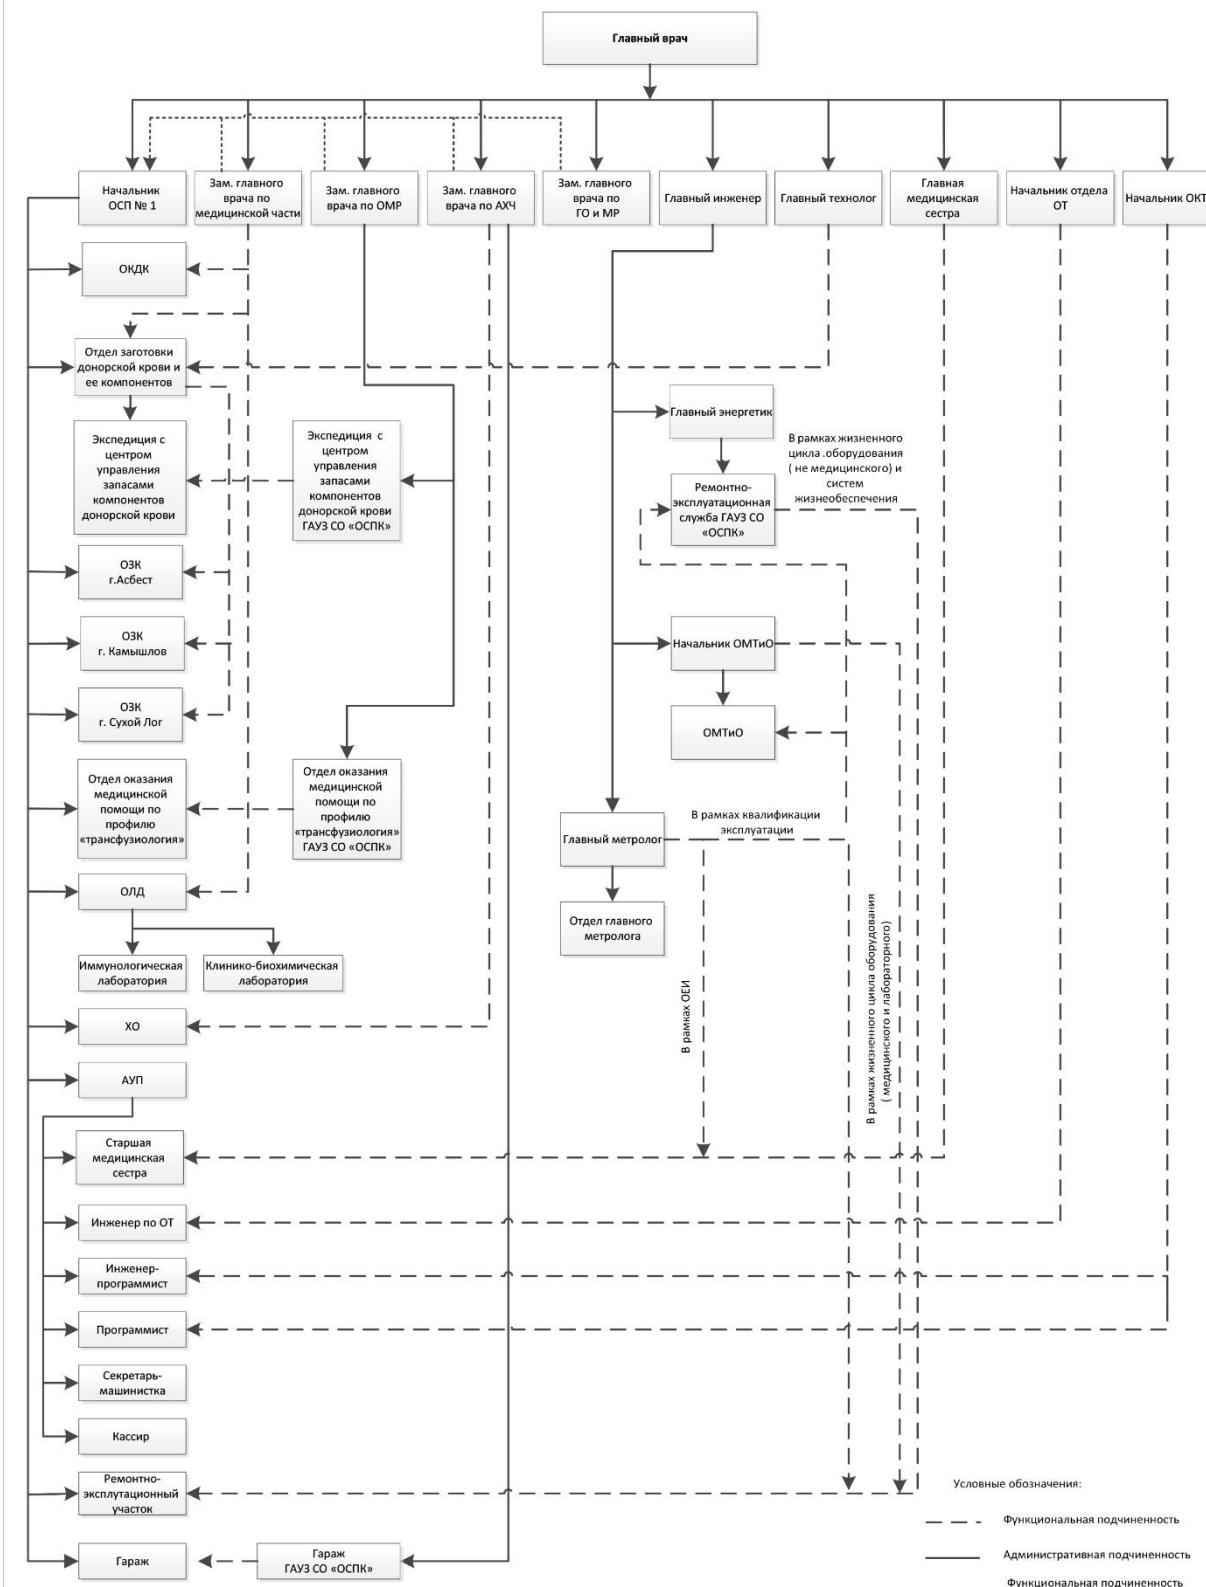 Главный врач
Начальник
ОСП № 1
Зам. главного
врача по
медицинской части
Зам. главного
врача по ОМР
Зам. главного
врача по АХЧ
Зам. главного
врача по
ГО и МР
Главный инженер
Главный технолог
Главная
медицинская
сестра
Начальник отдела
ОТ
Начальник ОКТ
ОКДК
Отдел заготовки
донорской крови и
ее компонентов
Главный энергетик
Экспедиция с
центром
управления
запасами
компонентов
донорской крови
Экспедиция с
центром
управления
запасами
компонентов
донорской крови
ГАУЗ СО «ОСПК»
В рамках жизненного
цикла .оборудования
( не медицинского) и
систем
жизнеобеспечения
Ремонтно-
эксплуатационная
служба ГАУЗ СО
«ОСПК»
ОЗК
г.Асбест
ОЗК
г. Камышлов
Начальник ОМТиО
ОЗК
г. Сухой Лог
ОМТиО
Отдел оказания
медицинской
помощи по
профилю
«трансфузиология»
Отдел оказания
медицинской
помощи по
профилю
«трансфузиология»
ГАУЗ СО «ОСПК»
Главный метролог
В рамках квалификации
эксплуатации
ОЛД
Отдел главного
метролога
Иммунологическая
лаборатория
Клинико-биохимическая
лаборатория
В рамках ОЕИ
В рамках жизненного цикла оборудования
( медицинского и лабораторного)
ХО
АУП
Старшая
медицинская
сестра
Инженер по ОТ
Инженер-
программист
Программист
Секретарь-
машинистка
Кассир
Ремонтно-
эксплутационный
участок
Гараж
Гараж
ГАУЗ СО «ОСПК»
Условные обозначения:
Функциональная подчиненность
Административная подчиненность
Функциональная подчиненность